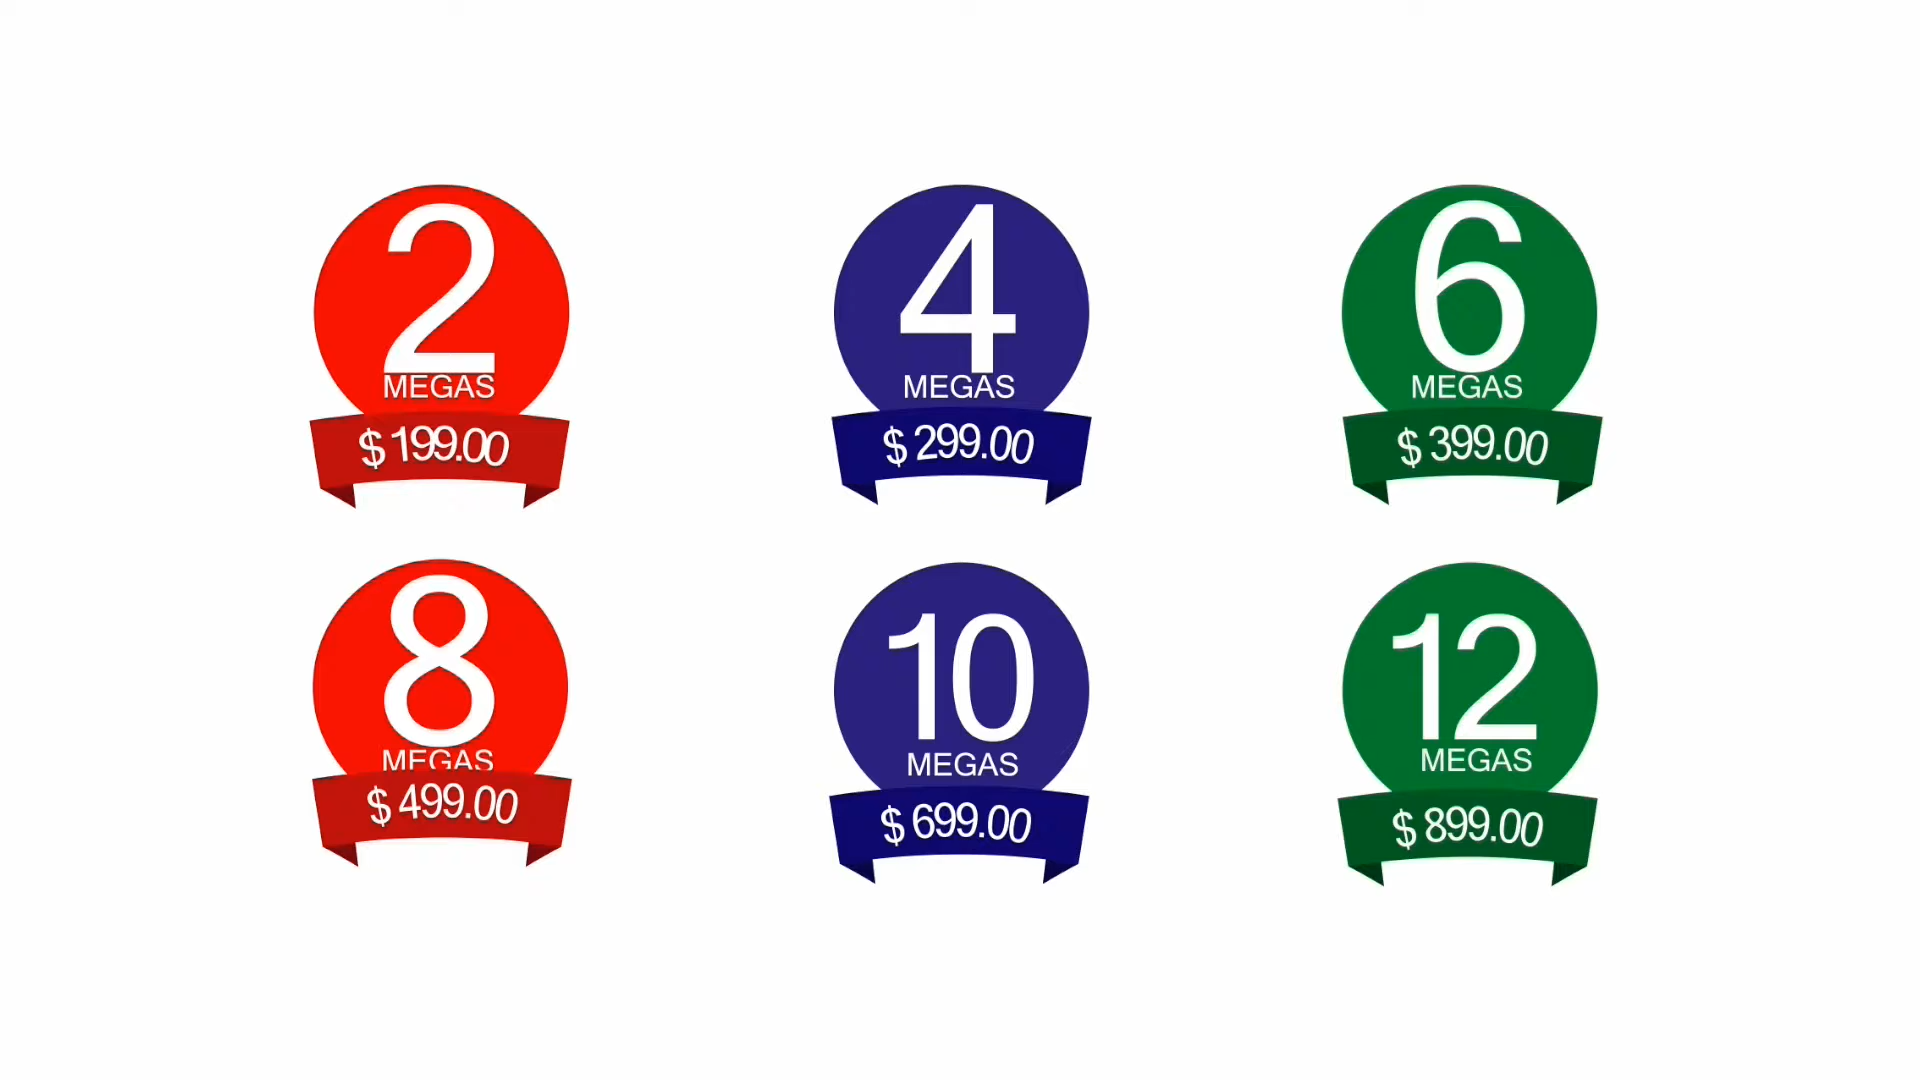 2
MEGAS
$ 199.00
4
MEGAS
$ 299.00
6
MEGAS
$ 399.00
8
MEGAS
$ 499.00
10
MEGAS
$ 699.00
12
MEGAS
$ 899.00